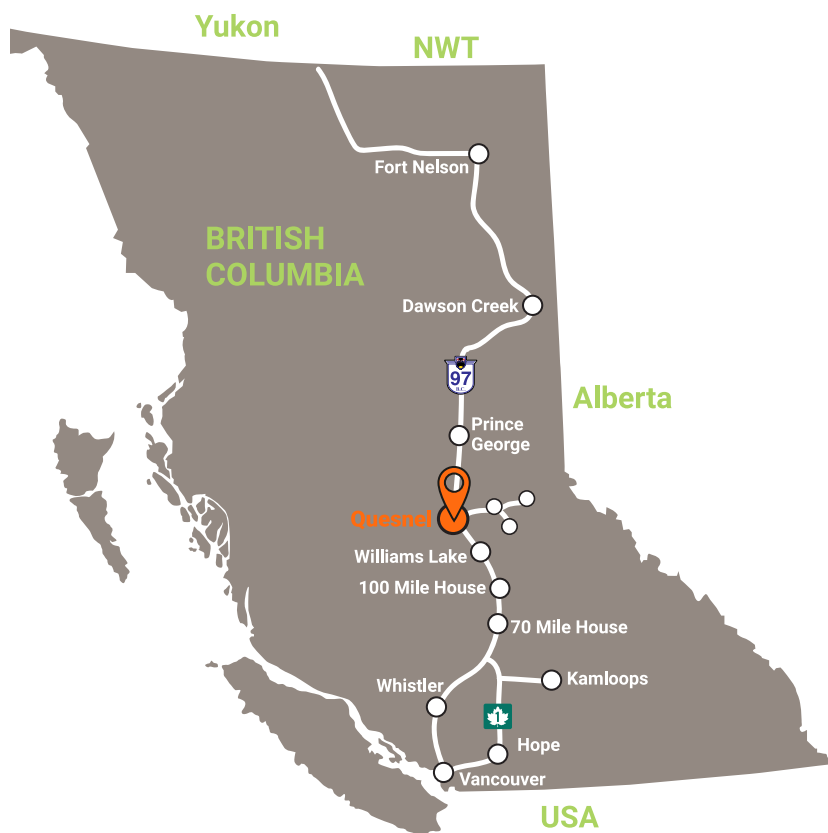 Yukon
NWT
Fort Nelson
BRITISH
COLUMBIA
Dawson Creek
97
B.C.
Alberta
Prince
George
Quesnel
Williams Lake
100 Mile House
70 Mile House
Kamloops
Whistler
1
Hope
Vancouver
USA